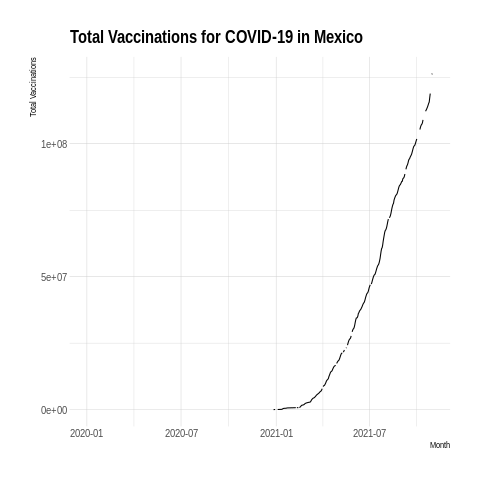 Total Vaccinations for COVID-19 in Mexico
Total Vaccinations
1e+08
5e+07
0e+00
2020-01 2020-07 2021-01 2021-07
Month